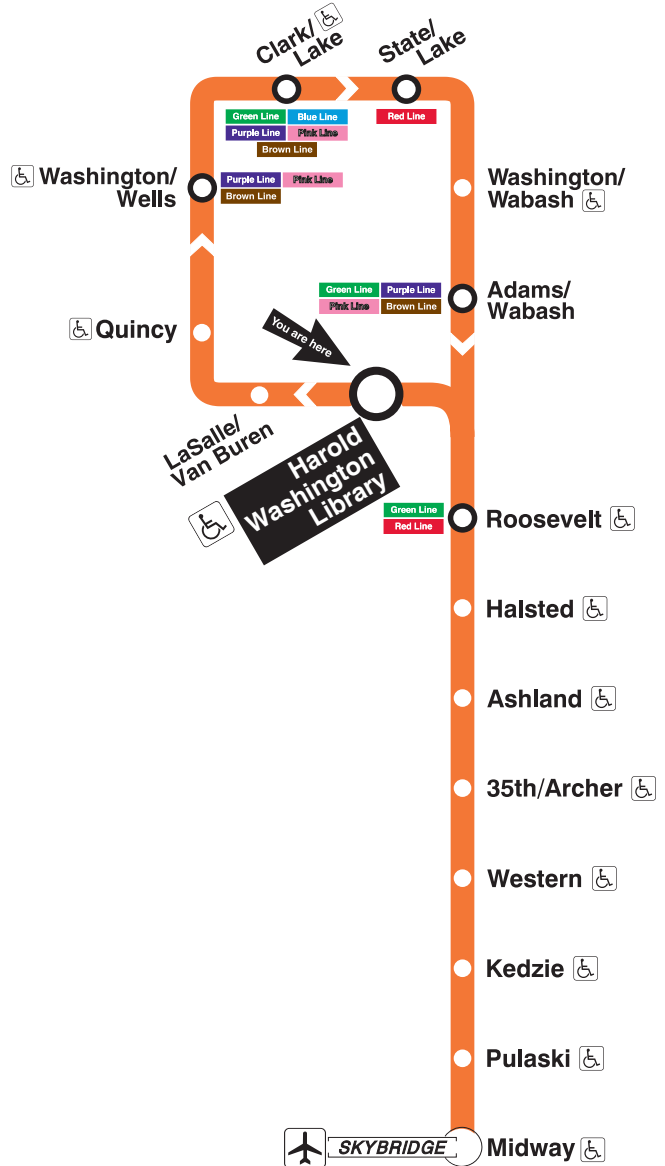 Clark/
Lake
State/
Lake
Green Line
Blue Line
Purple Line
Pink Line
Brown Line
Red Line
Washington/
Wells
Purple Line
Pink Line
Brown Line
Washington/
Wabash
Green Line
Purple Line
Pink Line
Brown Line
Adams/
Wabash
Quincy
You are here
LaSalle/
Van Buren
Harold
Washington
Library
Green Line
Red Line
Roosevelt
Halsted
Ashland
35th/Archer
Western
Kedzie
Pulaski
SKYBRIDGE
Midway